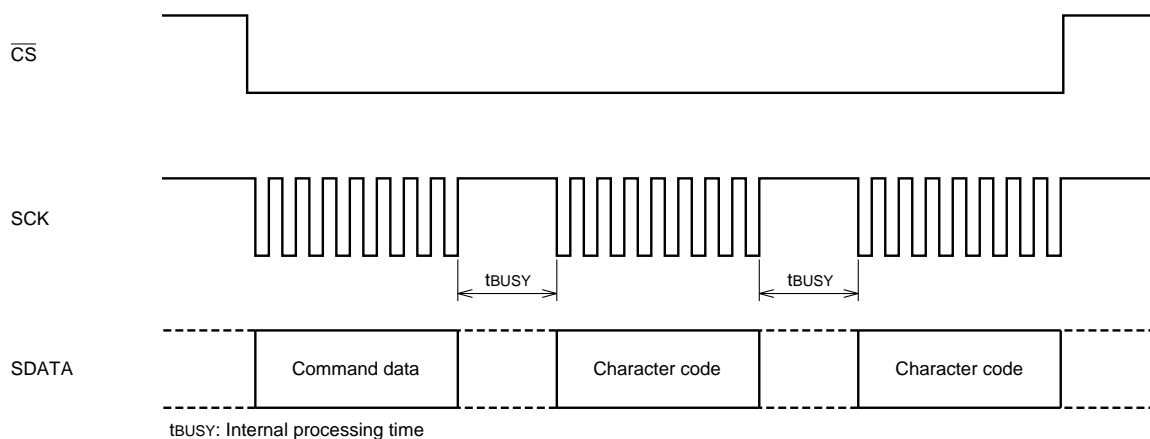 CS
SCK
tBUSY
tBUSY
SDATA
Command data
Character code
Character code
tBUSY: Internal processing time